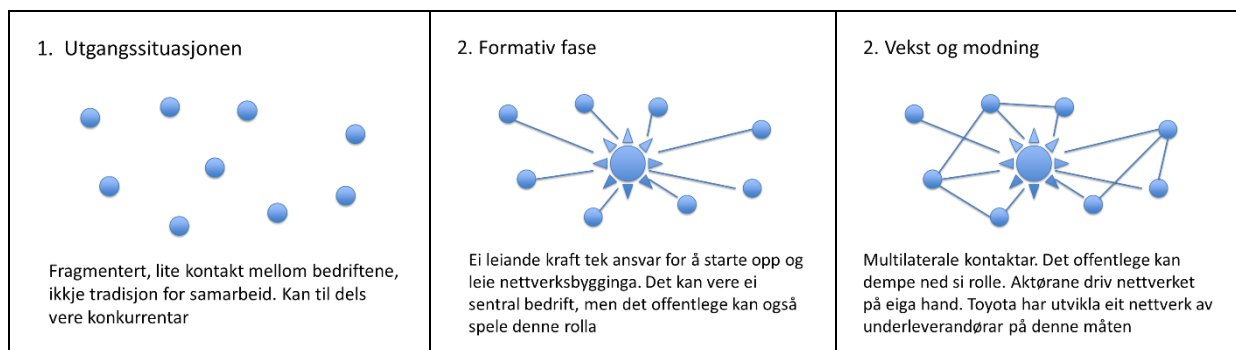 1. Utgangssituasjonen
Fragmentert, lite kontakt mellom bedriftene,
ikkje tradisjon for samarbeid. Kan til dels
vere konkurrentar
2. Formativ fase
Ei leiande kraft tek ansvar for å starte opp og
leie nettverksbygginga. Det kan vere ei
sentral bedrift, men det offentlege kan også
spele denne rolla
2. Vekst og modning
Multilaterale kontaktar. Det offentlege kan
dempe ned si rolle. Aktørane driv nettverket
på eiga hand. Toyota har utvikla eit nettverk av
underleverandørar på denne måten